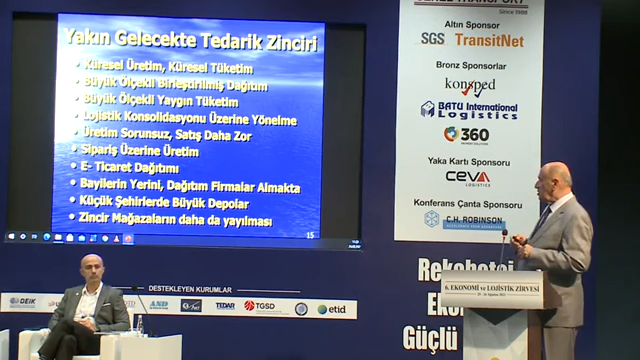 Yakın Gelecekte Tedarik Zinciri
• Küresel Üretim, Küresel Tüketim
• Büyük Ölçekli Birleştirilmiş Dağıtım
• Büyük Ölçekli Yaygın Tüketim
• Lojistik Konsolidasyonu Üzerine Yönelme
• Üretim Sorunsuz, Satış Daha Zor
• Sipariş Üzerine Üretim
• E- Ticaret Dağıtımı
• Bayilerin Yerini, Dağıtım Firmalar Almakta
• Küçük Şehirlerde Büyük Depolar
• Zincir Mağazaların daha da yayılması
15
Altın Sponsor
SGS TransitNet
Bronz Sponsorlar
konsped
BATU International
Logistics
360
Yaka Kartı Sponsoru
CEVA
LOGISTICS
Konferans Çanta Sponsoru
C.H. ROBINSON
DESTEKLEYEN KURUMLAR
DEİK
AND
TEDAR
TGSD
etid
Rekabetçi
Güçlü
6. EKONOMİ ve LOJİSTİK ZİRVESİ